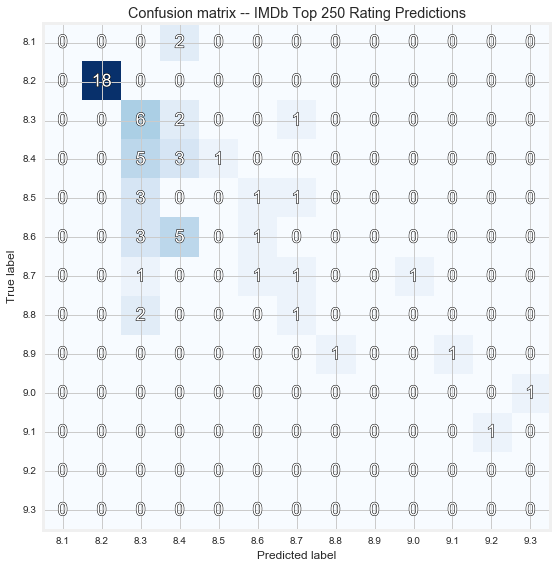 Confusion matrix -- IMDb Top 250 Rating Predictions
True label
8.1 0 0 0 2 0 0 0 0 0 0 0 0 0
8.2 0 18 0 0 0 0 0 0 0 0 0 0 0
8.3 0 0 6 2 0 0 1 0 0 0 0 0 0
8.4 0 0 5 3 1 0 0 0 0 0 0 0 0
8.5 0 0 3 0 0 1 1 0 0 0 0 0 0
8.6 0 0 3 5 0 1 0 0 0 0 0 0 0
8.7 0 0 1 0 0 1 1 0 0 1 0 0 0
8.8 0 0 2 0 0 0 1 0 0 0 0 0 0
8.9 0 0 0 0 0 0 0 1 0 0 1 0 0
9.0 0 0 0 0 0 0 0 0 0 0 0 0 1
9.1 0 0 0 0 0 0 0 0 0 0 0 1 0
9.2 0 0 0 0 0 0 0 0 0 0 0 0 0
9.3 0 0 0 0 0 0 0 0 0 0 0 0 0
8.1 8.2 8.3 8.4 8.5 8.6 8.7 8.8 8.9 9.0 9.1 9.2 9.3
Predicted label